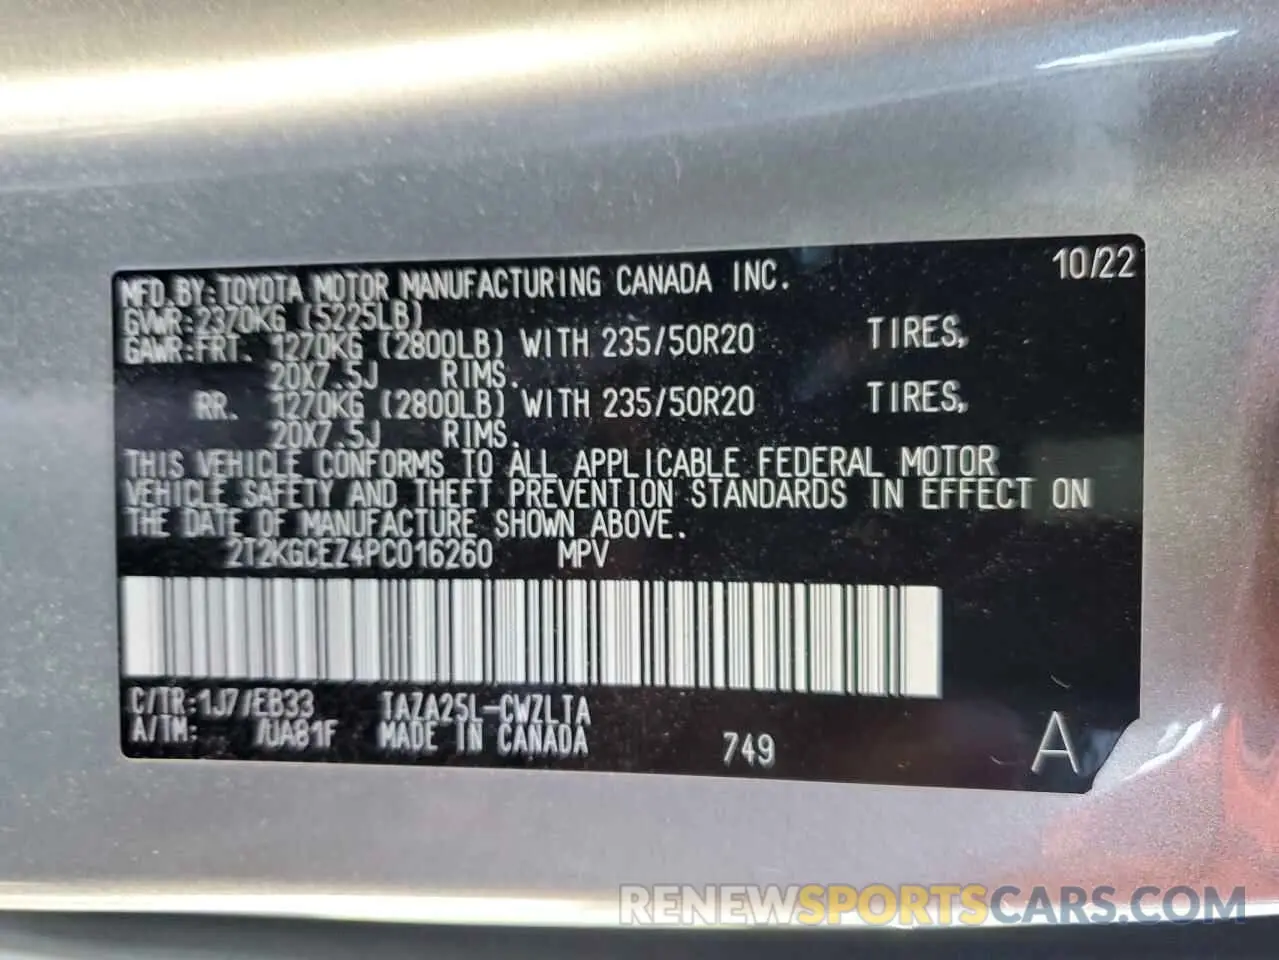 MFD.BY:TOYOTA MOTOR MANUFACTURING CANADA INC. 10/22
GVWR:2370KG (5225LB)
GAWR:FRT. 1270KG (2800LB) WITH 235/50R20 TIRES,
20X7.5J RIMS.
RR. 1270KG (2800LB) WITH 235/50R20 TIRES,
20X7.5J RIMS.
THIS VEHICLE CONFORMS TO ALL APPLICABLE FEDERAL MOTOR
VEHICLE SAFETY AND THEFT PREVENTION STANDARDS IN EFFECT ON
THE DATE OF MANUFACTURE SHOWN ABOVE.
2T2KGCEZ4PC016260 MPV
C/TR:1J7/EB33 TAZA25L-CWZLTA
A/TM: /UA81F MADE IN CANADA 749 A
RENEWSPORTSCARS.COM